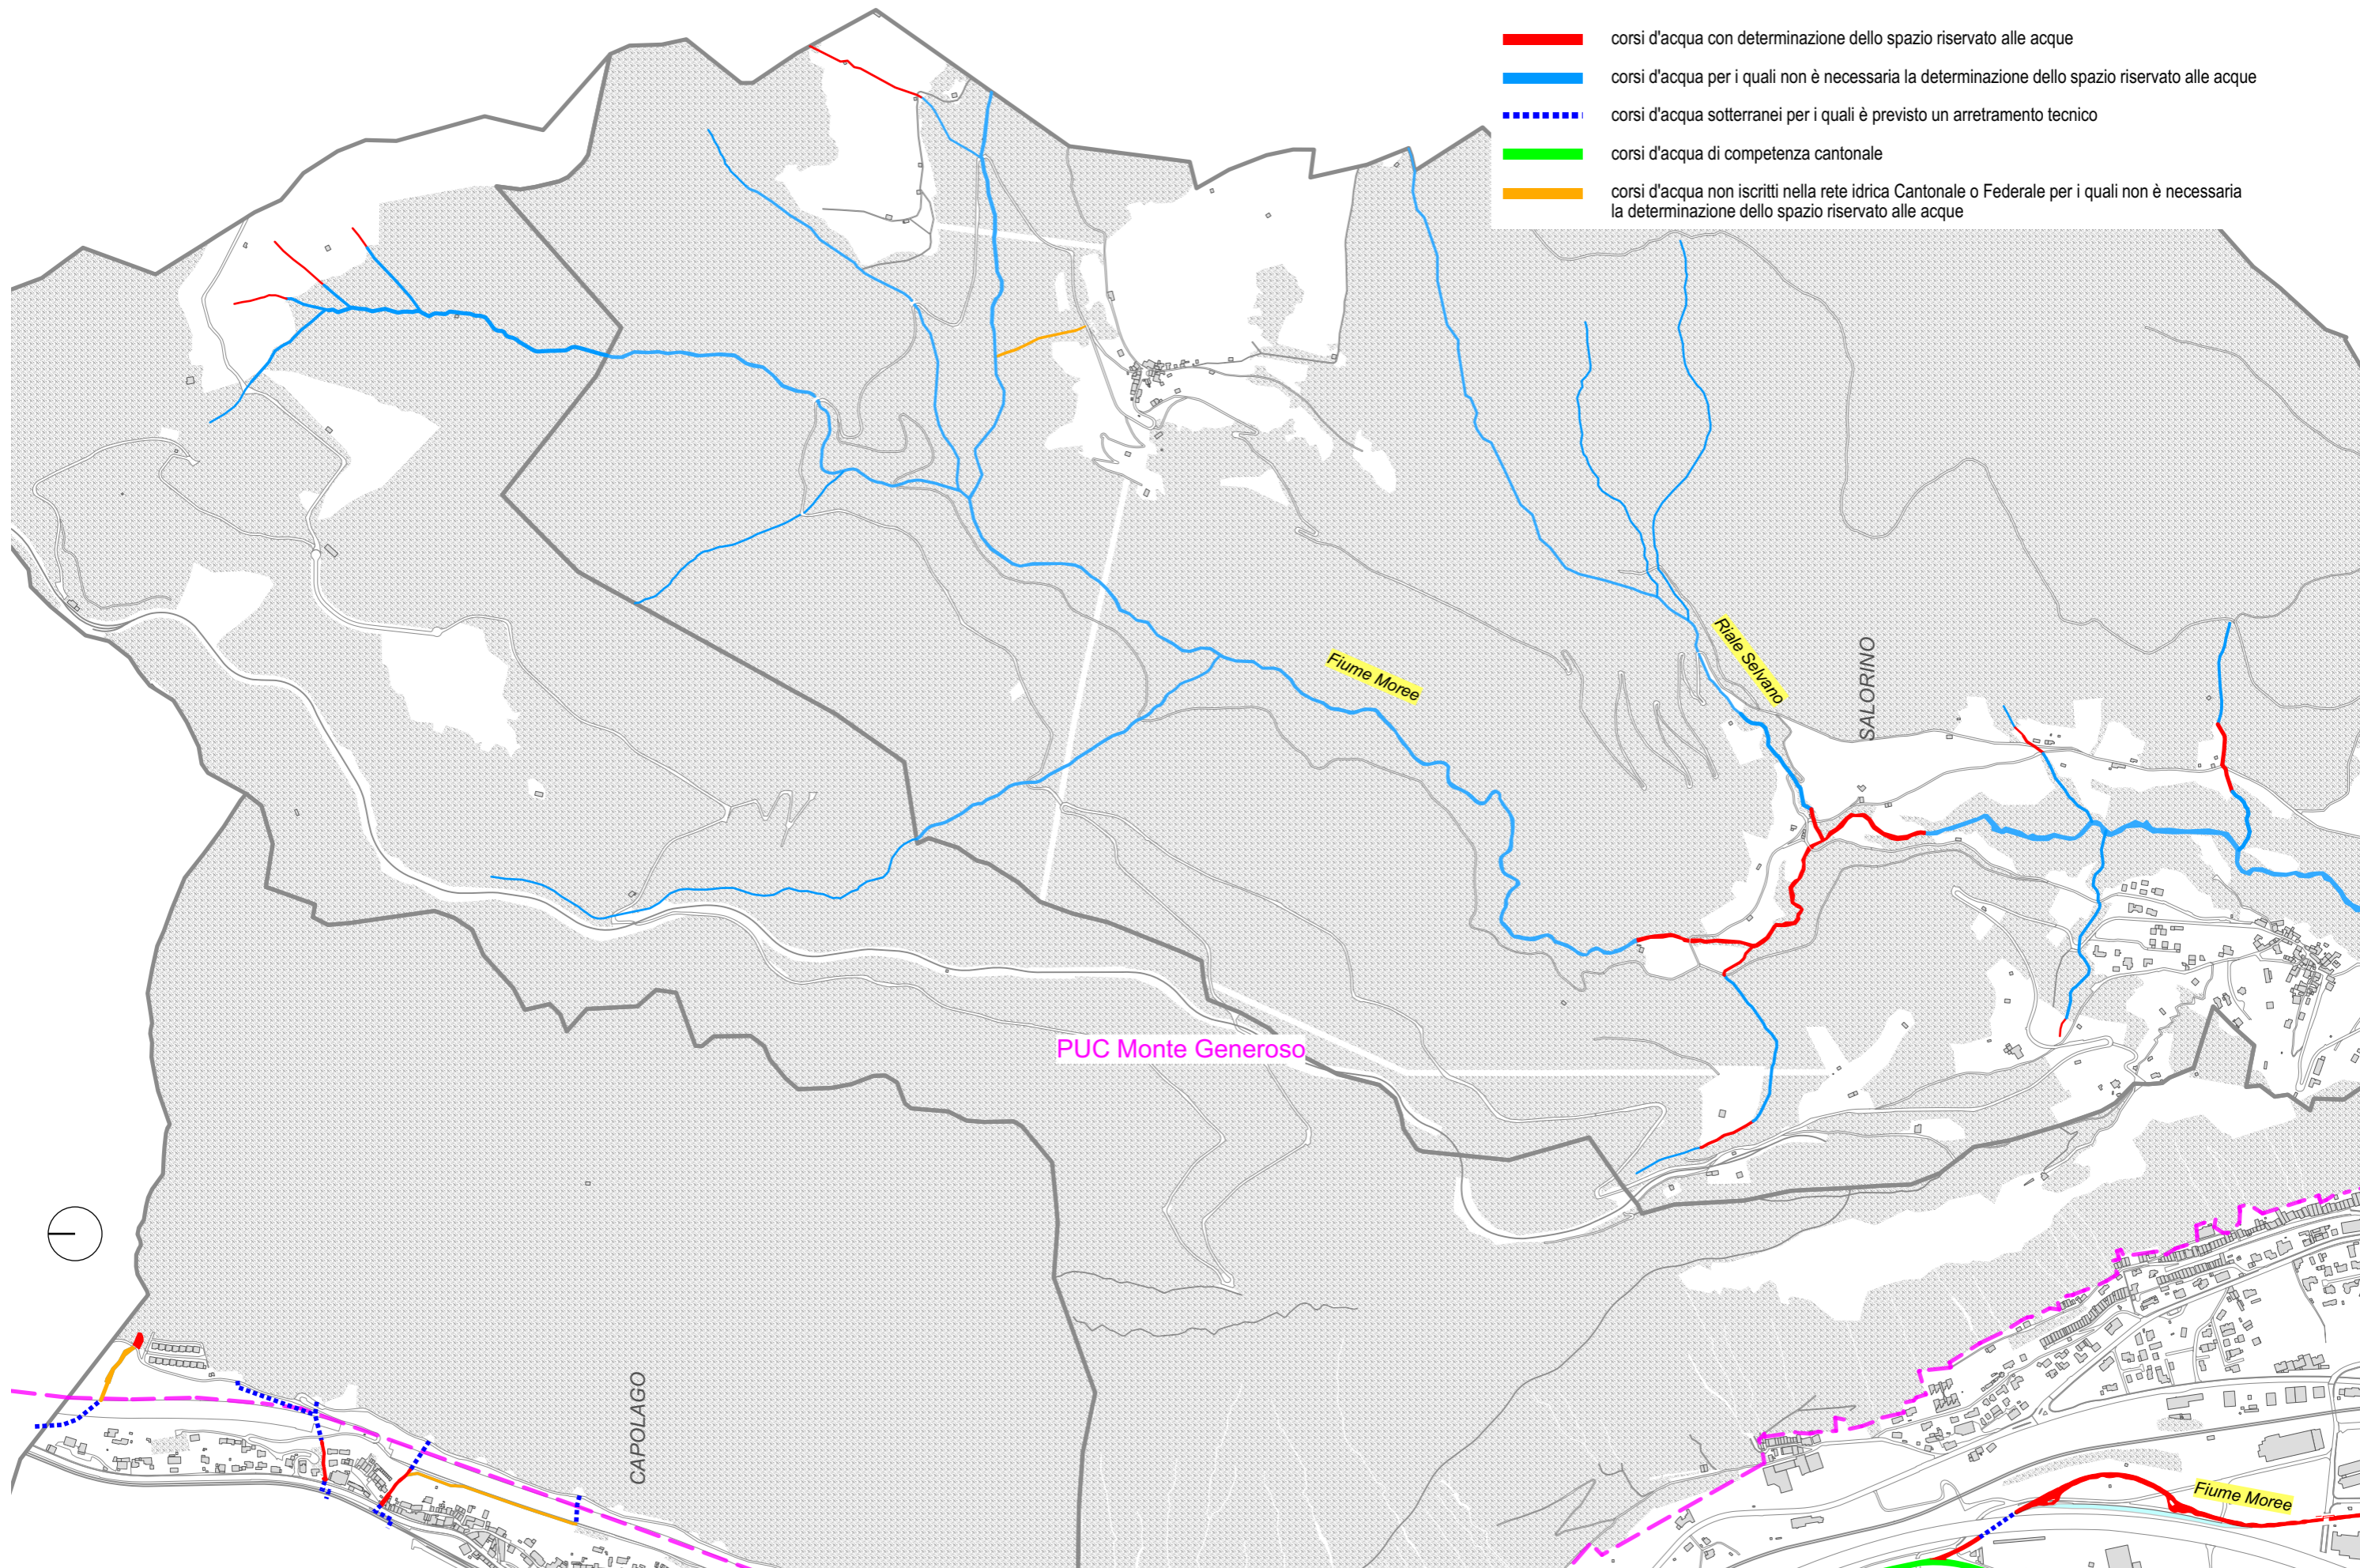 corsi d'acqua con determinazione dello spazio riservato alle acque
corsi d'acqua per i quali non è necessaria la determinazione dello spazio riservato alle acque
corsi d'acqua sotterranei per i quali è previsto un arretramento tecnico
corsi d'acqua di competenza cantonale
corsi d'acqua non iscritti nella rete idrica Cantonale o Federale per i quali non è necessaria
la determinazione dello spazio riservato alle acque
Riale Selvano
SALORINO
Fiume Moree
PUC Monte Generoso
CAPOLAGO
Fiume Moree